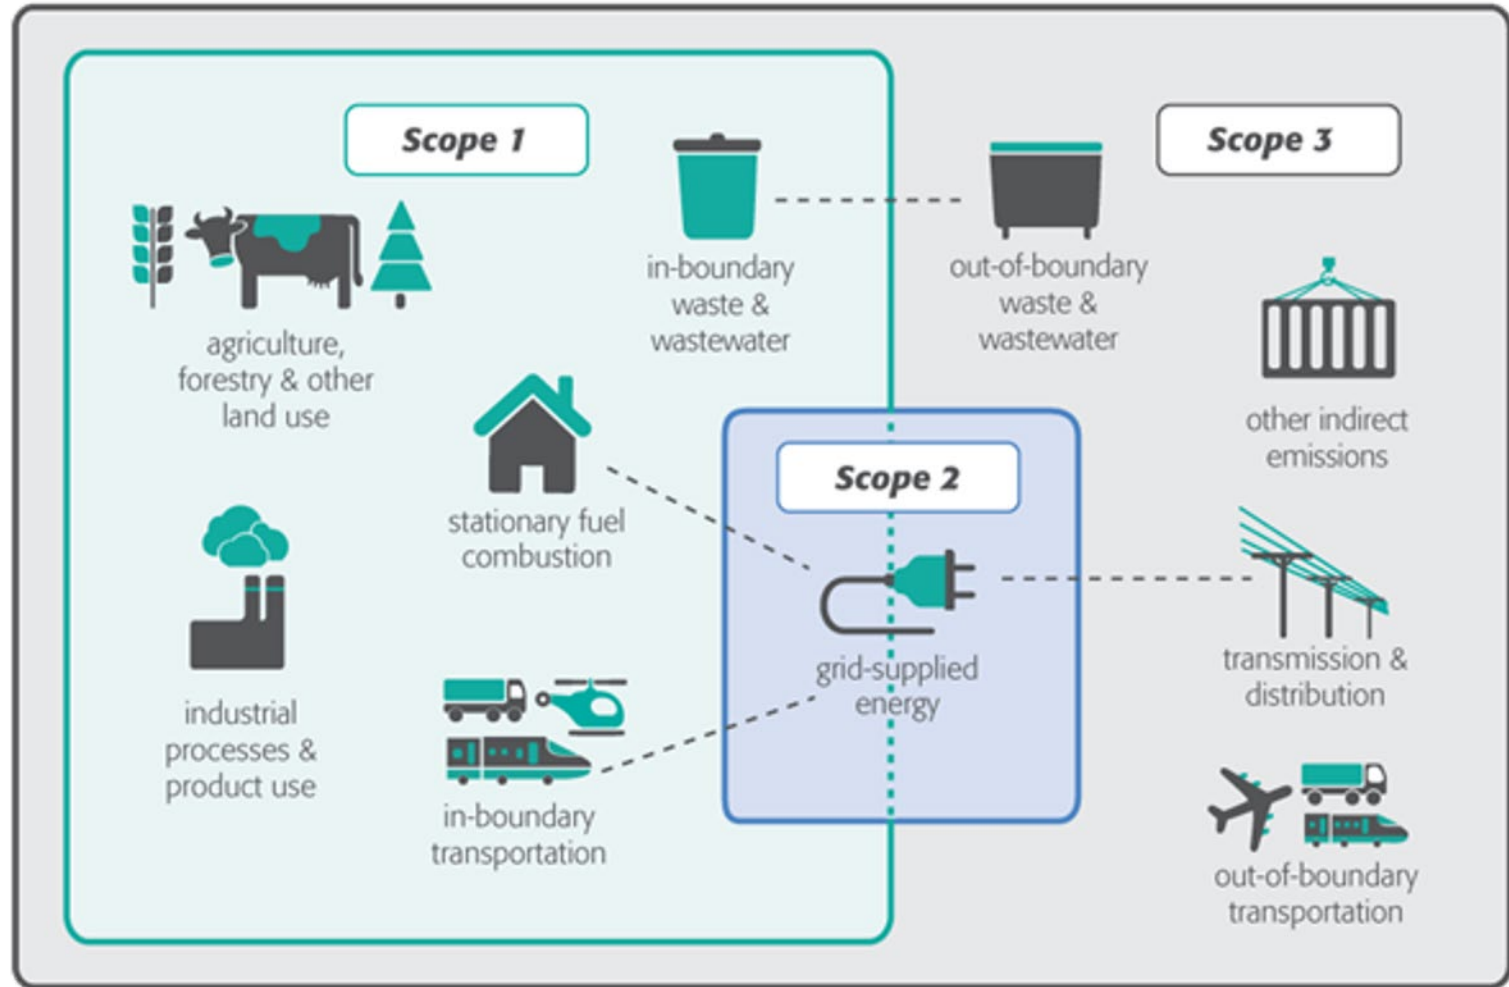 Scope 1
agriculture,
forestry & other
land use
in-boundary
waste &
wastewater
stationary fuel
combustion
industrial
processes &
product use
in-boundary
transportation
Scope 2
grid-supplied
energy
Scope 3
out-of-boundary
waste &
wastewater
other indirect
emissions
transmission &
distribution
out-of-boundary
transportation